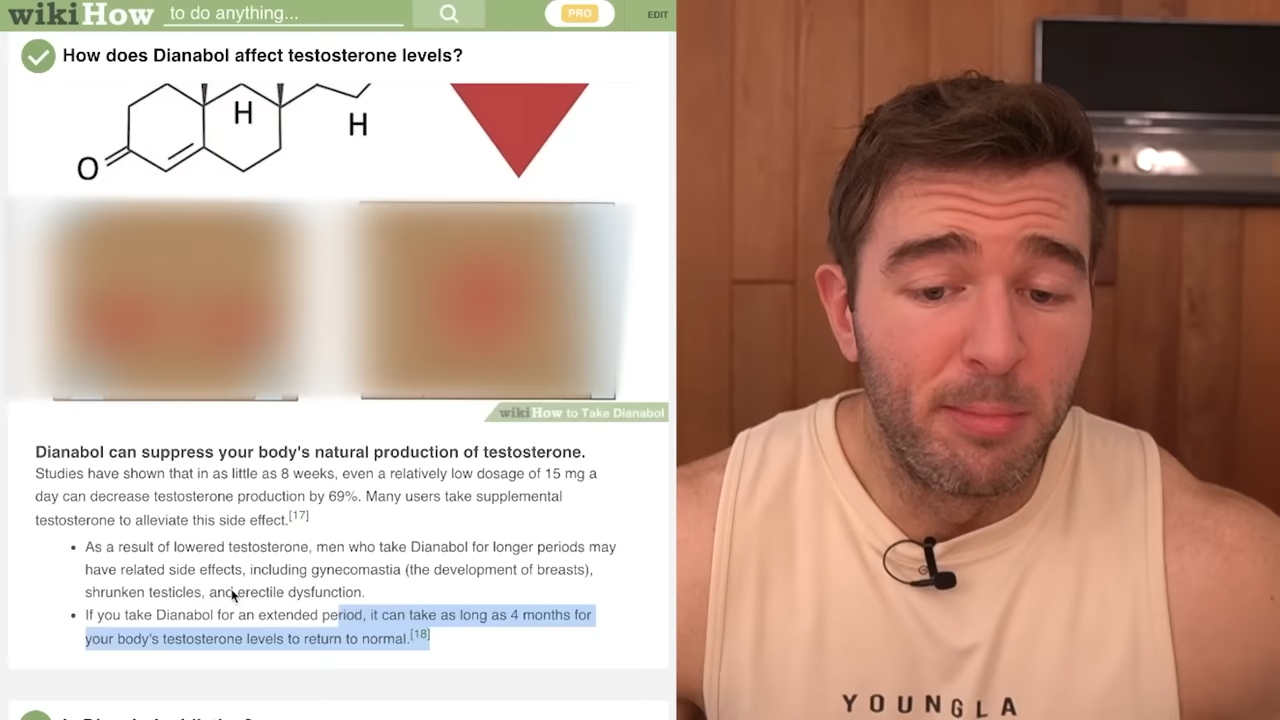 wikiHow to do anything...
PRO
EDIT
How does Dianabol affect testosterone levels?
H
H
O
wikiHow to Take Dianabol
Dianabol can suppress your body's natural production of testosterone.
Studies have shown that in as little as 8 weeks, even a relatively low dosage of 15 mg a
day can decrease testosterone production by 69%. Many users take supplemental
testosterone to alleviate this side effect.[17]
As a result of lowered testosterone, men who take Dianabol for longer periods may
have related side effects, including gynecomastia (the development of breasts),
shrunken testicles, and erectile dysfunction.
If you take Dianabol for an extended period, it can take as long as 4 months for
your body's testosterone levels to return to normal.[18]
YOUNGLA